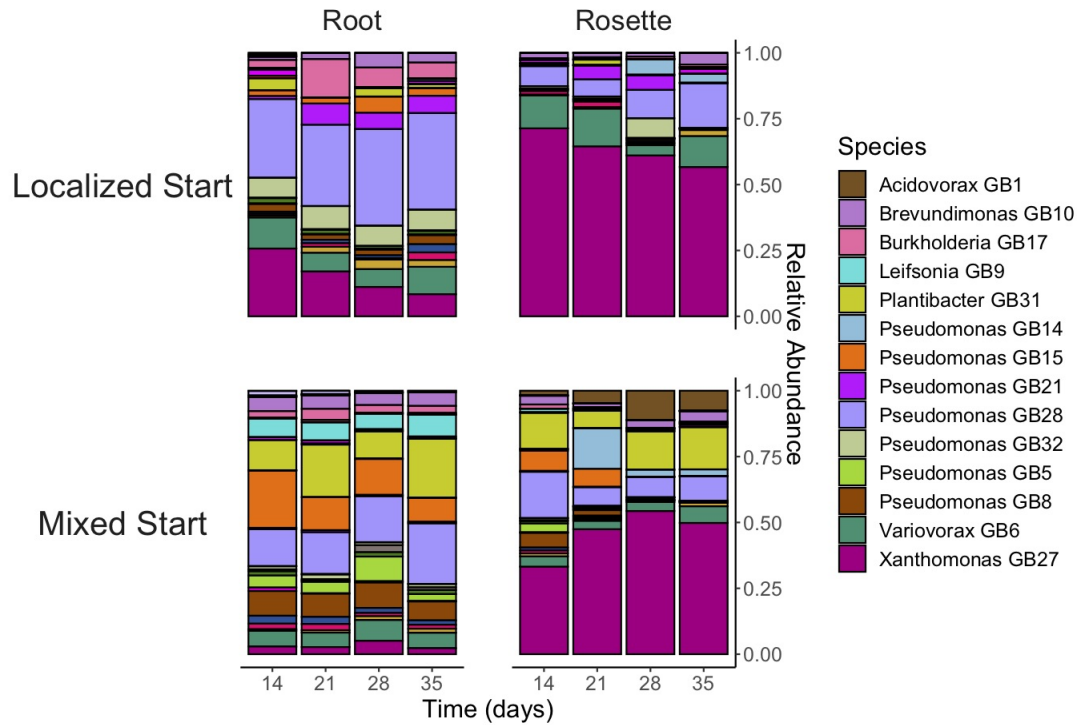 Root
Rosette
Localized Start
1.00
0.75
0.50
0.25
0.00
Mixed Start
1.00
0.75
0.50
0.25
0.00
Relative Abundance
14 21 28 35
14 21 28 35
Time (days)
Species
Acidovorax GB1
Brevundimonas GB10
Burkholderia GB17
Leifsonia GB9
Plantibacter GB31
Pseudomonas GB14
Pseudomonas GB15
Pseudomonas GB21
Pseudomonas GB28
Pseudomonas GB32
Pseudomonas GB5
Pseudomonas GB8
Variovorax GB6
Xanthomonas GB27